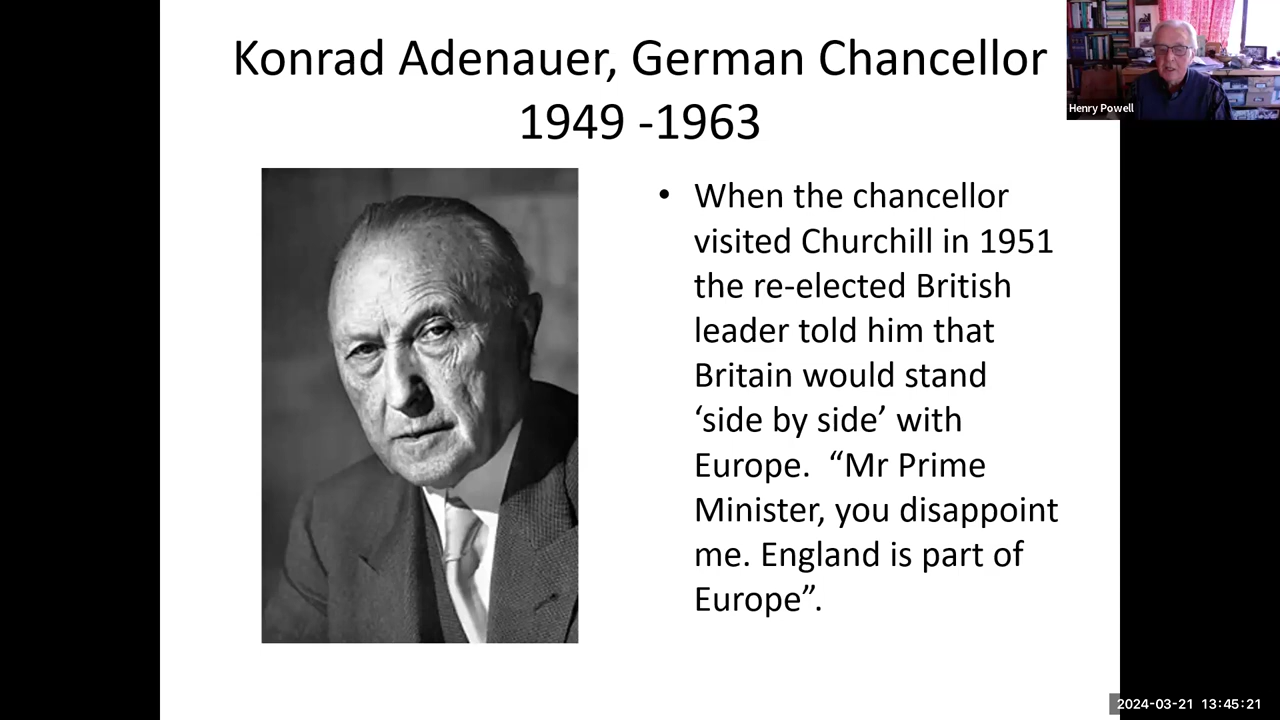 Konrad Adenauer, German Chancellor
1949 -1963
Henry Powell
• When the chancellor
visited Churchill in 1951
the re-elected British
leader told him that
Britain would stand
‘side by side’ with
Europe.  “Mr Prime
Minister, you disappoint
me. England is part of
Europe”.
2024-03-21 13:45:21